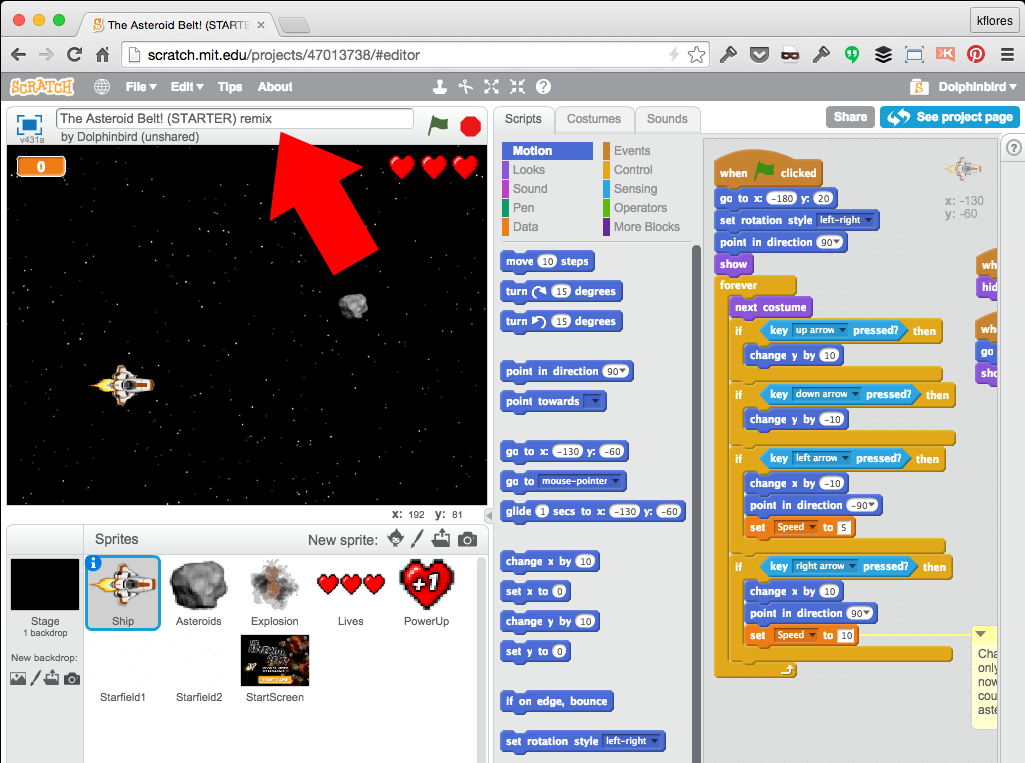 The Asteroid Belt! (STARTE
kflores
scratch.mit.edu/projects/47013738/#editor
SCRATCH
File Edit Tips About
Dolphinbird
v431a
The Asteroid Belt! (STARTER) remix
by Dolphinbird (unshared)
Scripts Costumes Sounds
Share
See project page
0
Motion
Looks
Sound
Pen
Data
Events
Control
Sensing
Operators
More Blocks
move 10 steps
turn 15 degrees
turn 15 degrees
point in direction 90
point towards
go to x: -130 y: -60
go to mouse-pointer
glide 1 secs to x: -130 y: -60
change x by 10
set x to 0
change y by 10
set y to 0
if on edge, bounce
set rotation style left-right
when clicked
go to x: -180 y: 20
set rotation style left-right
point in direction 90
show
forever
next costume
if key up arrow pressed? then
change y by 10
if key down arrow pressed? then
change y by -10
if key left arrow pressed? then
change x by -10
point in direction -90
set Speed to 5
if key right arrow pressed? then
change x by 10
point in direction 90
set Speed to 10
x: -130
y: -60
wh
hid
wh
go
sho
Cha
only
now
cou
aste
x: 192 y: 81
Sprites
New sprite:
Stage
1 backdrop
New backdrop:
Ship
Asteroids
Explosion
Lives
+1
PowerUp
Starfield1
Starfield2
StartScreen